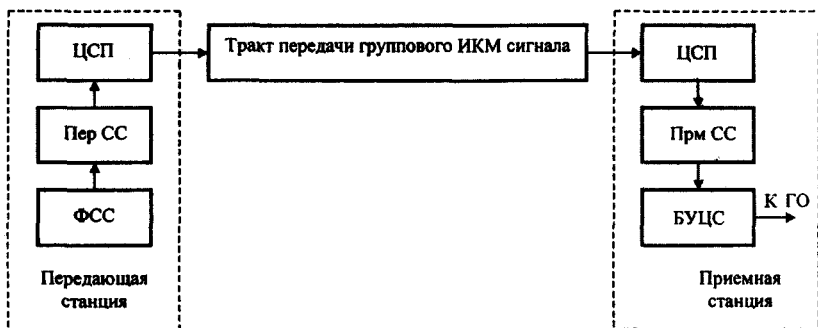 ЦСП
Тракт передачи группового ИКМ сигнала
ЦСП
Пер СС
Прм СС
ФСС
БУЦС
К ГО
Передающая
станция
Приемная
станция